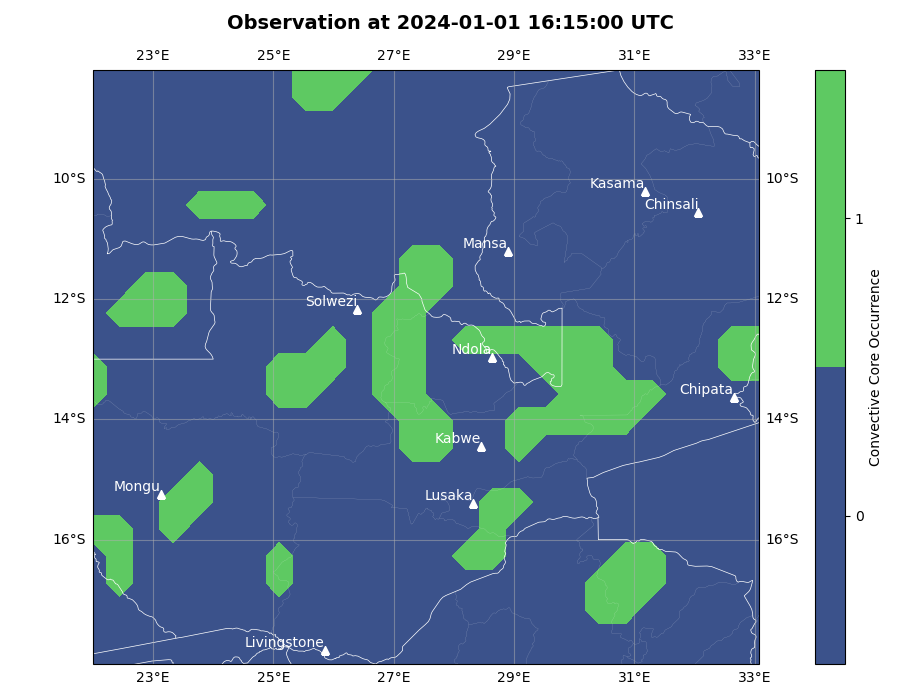 Observation at 2024-01-01 16:15:00 UTC
23°E 25°E 27°E 29°E 31°E 33°E
10°S 10°S
Kasama
Chinsali
1
Mansa
12°S 12°S
Solwezi
Ndola
Chipata
14°S 14°S
Kabwe
Mongu
Lusaka
0
16°S 16°S
Livingstone
23°E 25°E 27°E 29°E 31°E 33°E
Convective Core Occurrence